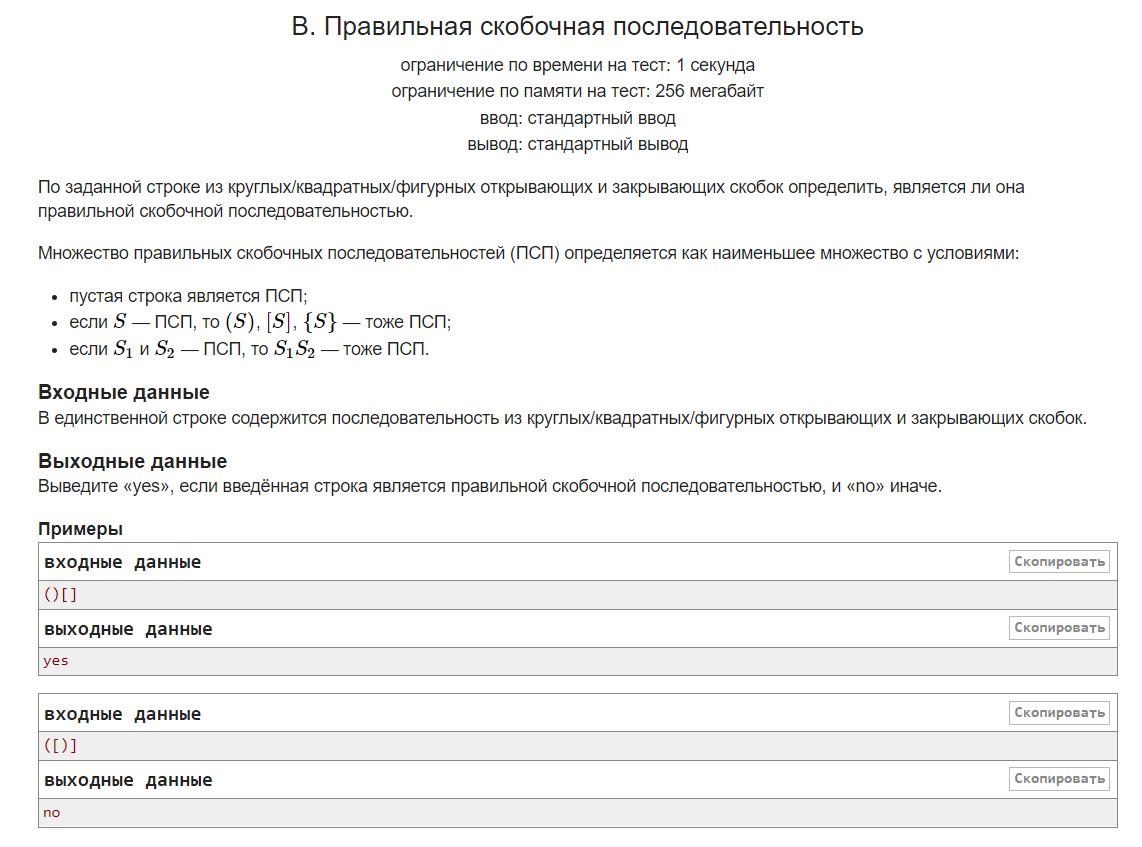 B. Правильная скобочная последовательность
ограничение по времени на тест: 1 секунда
ограничение по памяти на тест: 256 мегабайт
ввод: стандартный ввод
вывод: стандартный вывод
По заданной строке из круглых/квадратных/фигурных открывающих и закрывающих скобок определить, является ли она
правильной скобочной последовательностью.
Множество правильных скобочных последовательностей (ПСП) определяется как наименьшее множество с условиями:
• пустая строка является ПСП;
• если S — ПСП, то (S), [S], {S} — тоже ПСП;
• если S₁ и S₂ — ПСП, то S₁S₂ — тоже ПСП.
Входные данные
В единственной строке содержится последовательность из круглых/квадратных/фигурных открывающих и закрывающих скобок.
Выходные данные
Выведите «yes», если введённая строка является правильной скобочной последовательностью, и «no» иначе.
Примеры
входные данные Скопировать
()[]
выходные данные Скопировать
yes
входные данные Скопировать
([)]
выходные данные Скопировать
no